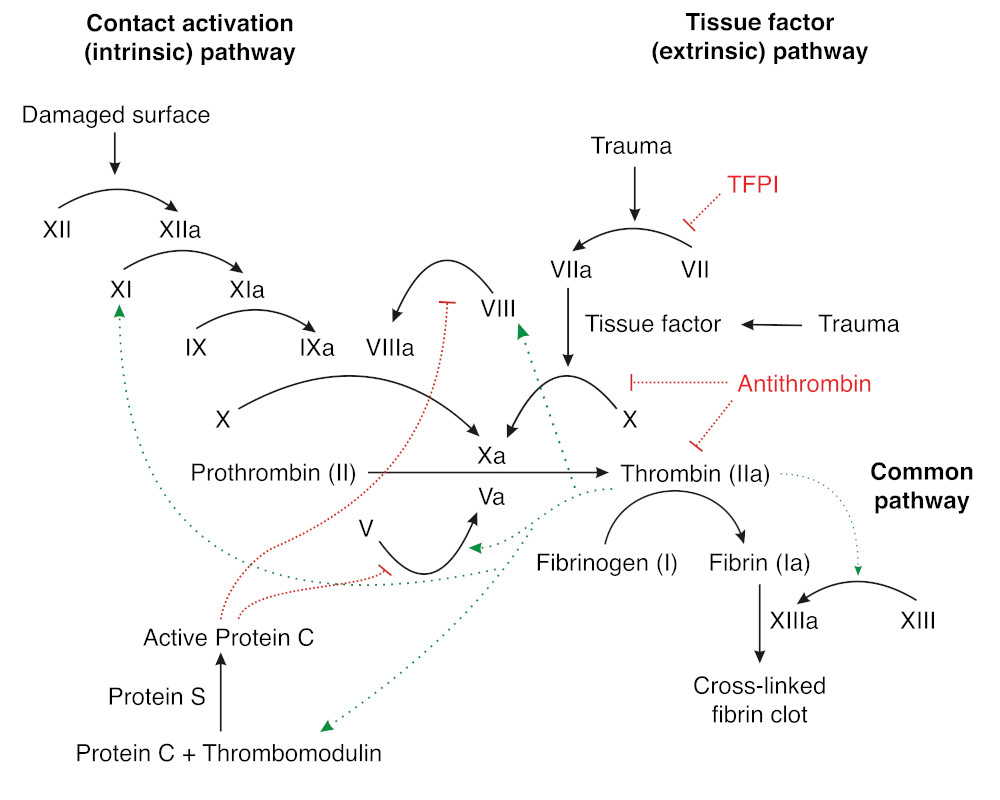 Contact activation
(intrinsic) pathway
Tissue factor
(extrinsic) pathway
Damaged surface
Trauma
TFPI
XII
XIIa
VIIa
VII
XI
XIa
VIII
Tissue factor
Trauma
IX
IXa
VIIIa
Antithrombin
X
X
Xa
Prothrombin (II)
Thrombin (IIa)
Common
pathway
Va
V
Fibrinogen (I)
Fibrin (Ia)
XIIIa
XIII
Active Protein C
Protein S
Cross-linked
fibrin clot
Protein C + Thrombomodulin